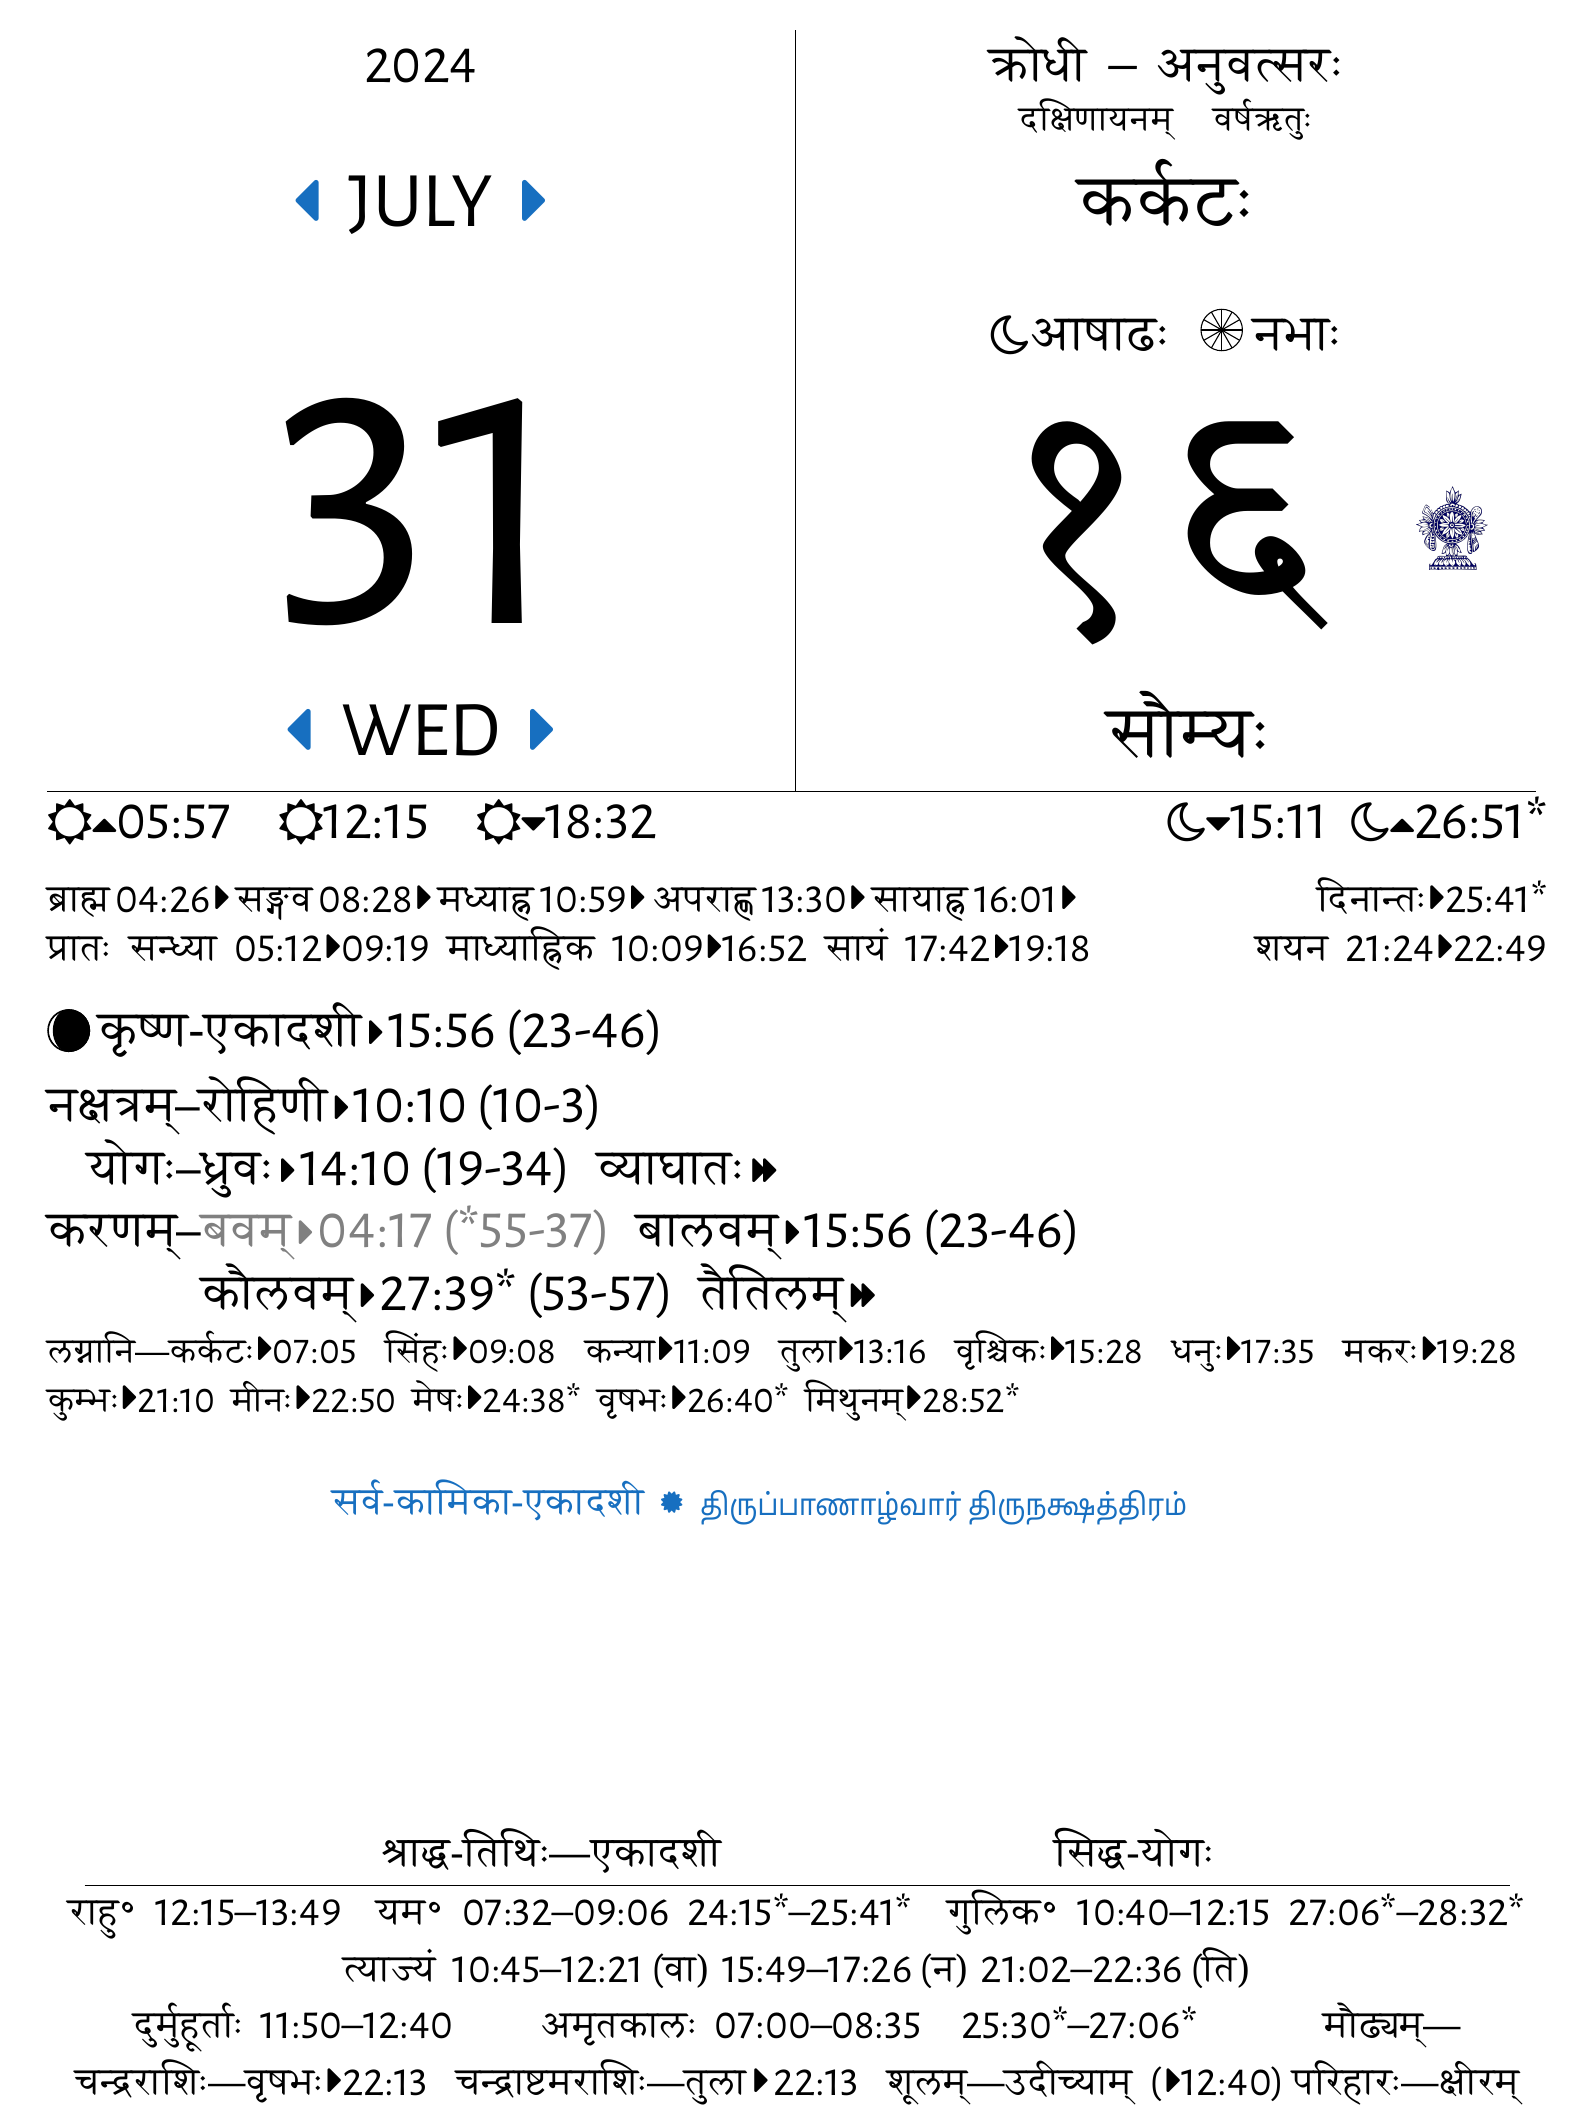 2024
JULY
31
WED
क्रोधी – अनुवत्सरः
दक्षिणायनम् वर्षऋतुः
कर्कटः
आषाढः नभाः
१६
सौम्यः
05:57 12:15 18:32 15:11 26:51*
ब्राह्म 04:26 सङ्गव 08:28 मध्याह्न 10:59 अपराह्ण 13:30 सायाह्न 16:01 दिनान्तः 25:41*
प्रातः सन्ध्या 05:12 09:19 माध्याह्निक 10:09 16:52 सायं 17:42 19:18 शयन 21:24 22:49
कृष्ण-एकादशी 15:56 (23-46)
नक्षत्रम्–रोहिणी 10:10 (10-3)
योगः–ध्रुवः 14:10 (19-34) व्याघातः
करणम्–बवम् 04:17 (*55-37) बालवम् 15:56 (23-46)
कौलवम् 27:39* (53-57) तैतिलम्
लग्नानि—कर्कटः 07:05 सिंहः 09:08 कन्या 11:09 तुला 13:16 वृश्चिकः 15:28 धनुः 17:35 मकरः 19:28
कुम्भः 21:10 मीनः 22:50 मेषः 24:38* वृषभः 26:40* मिथुनम् 28:52*
सर्व-कामिका-एकादशी ✹ திருப்பாணாழ்வார் திருநக்ஷத்திரம்
श्राद्ध-तिथिः—एकादशी सिद्ध-योगः
राहु॰ 12:15–13:49 यम॰ 07:32–09:06 24:15*–25:41* गुलिक॰ 10:40–12:15 27:06*–28:32*
त्याज्यं 10:45–12:21 (वा) 15:49–17:26 (न) 21:02–22:36 (ति)
दुर्मुहूर्ताः 11:50–12:40 अमृतकालः 07:00–08:35 25:30*–27:06* मौढ्यम्—
चन्द्रराशिः—वृषभः 22:13 चन्द्राष्टमराशिः—तुला 22:13 शूलम्—उदीच्याम् (12:40) परिहारः—क्षीरम्